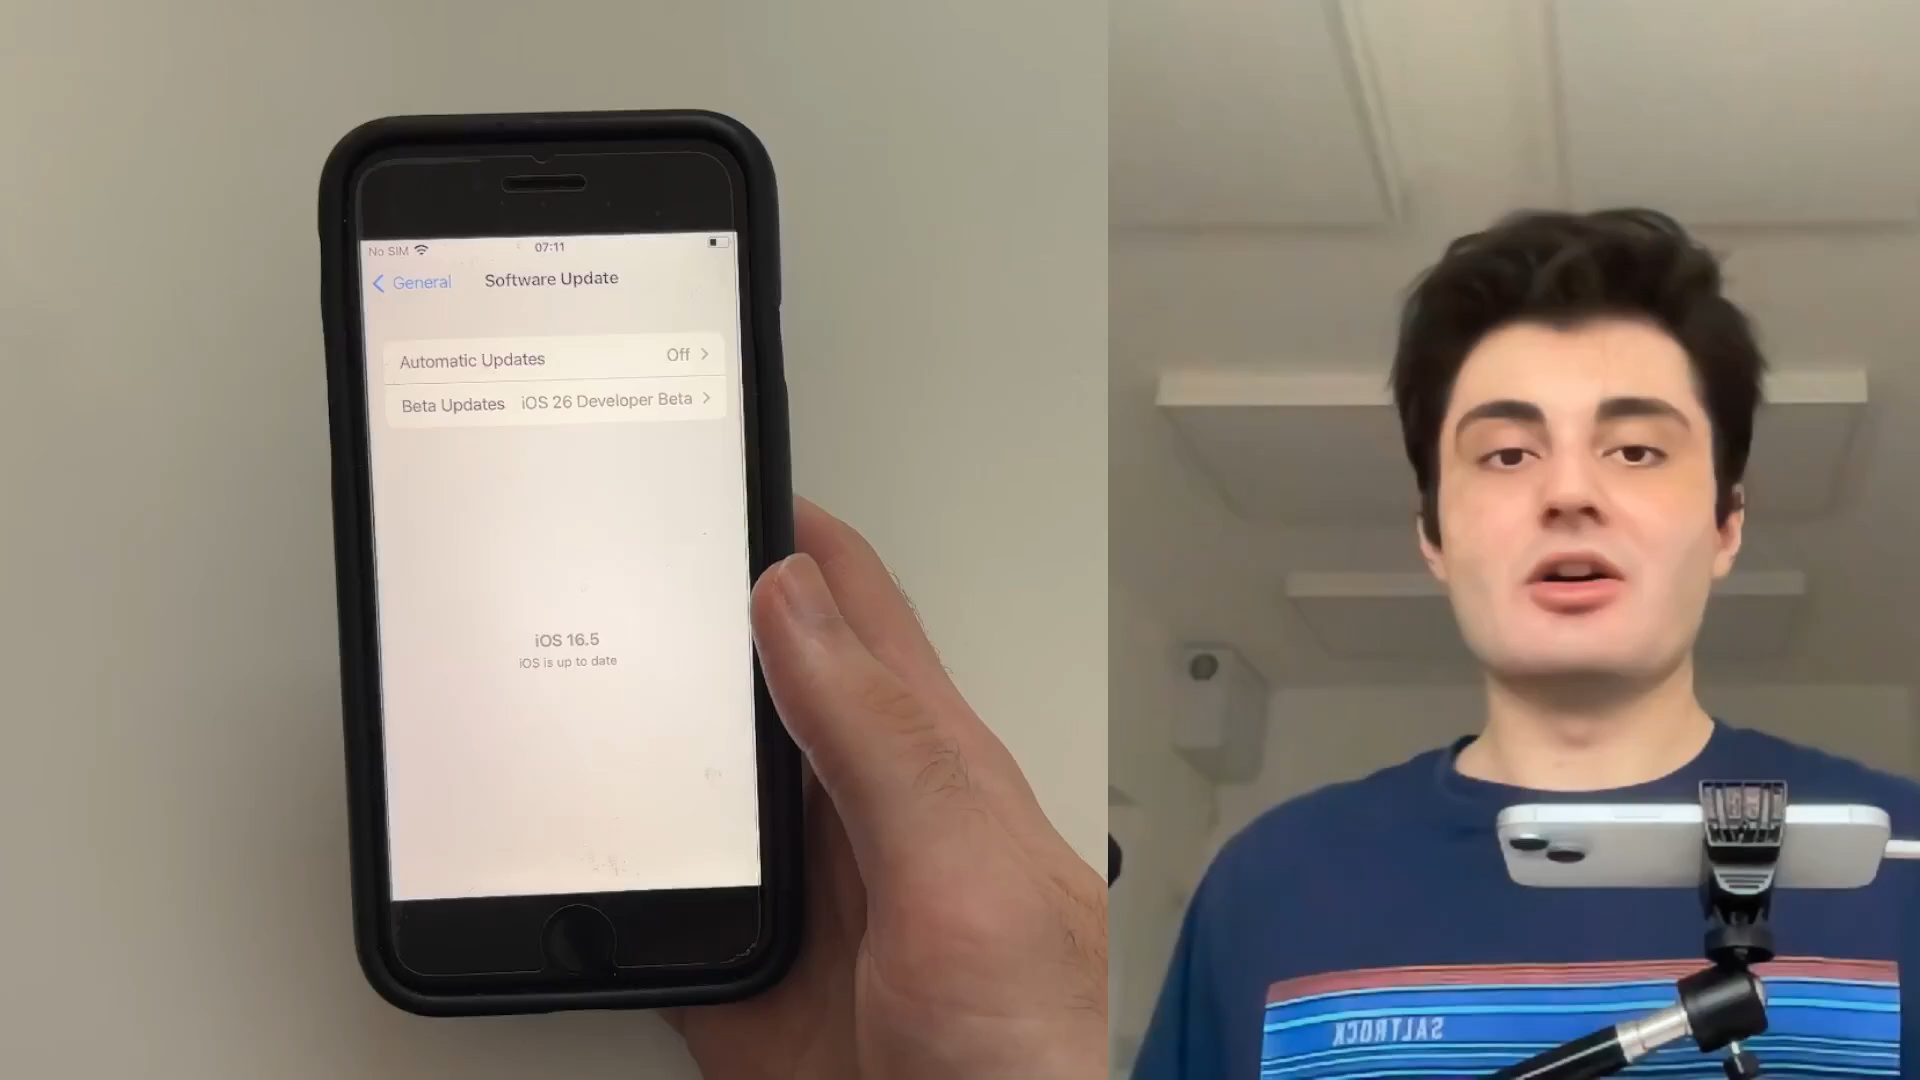 No SIM 07:11
General Software Update
Automatic Updates Off
Beta Updates iOS 26 Developer Beta
iOS 16.5
iOS is up to date
SALTROCK